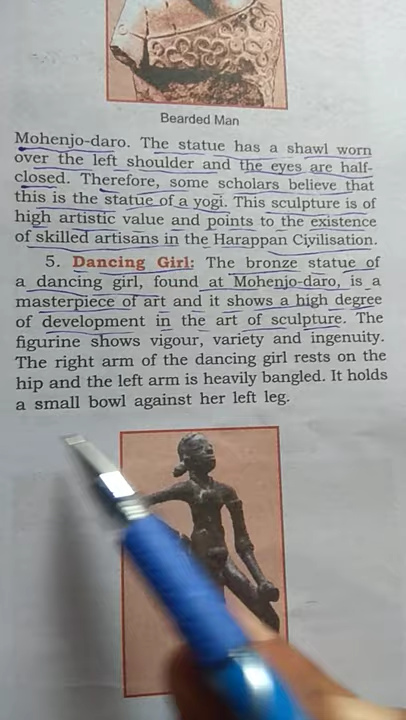 Bearded Man
Mohenjo-daro. The statue has a shawl worn
over the left shoulder and the eyes are half-
closed. Therefore, some scholars believe that
this is the statue of a yogi. This sculpture is of
high artistic value and points to the existence
of skilled artisans in the Harappan Civilisation.
5. Dancing Girl: The bronze statue of
a dancing girl, found at Mohenjo-daro, is a
masterpiece of art and it shows a high degree
of development in the art of sculpture. The
figurine shows vigour, variety and ingenuity.
The right arm of the dancing girl rests on the
hip and the left arm is heavily bangled. It holds
a small bowl against her left leg.